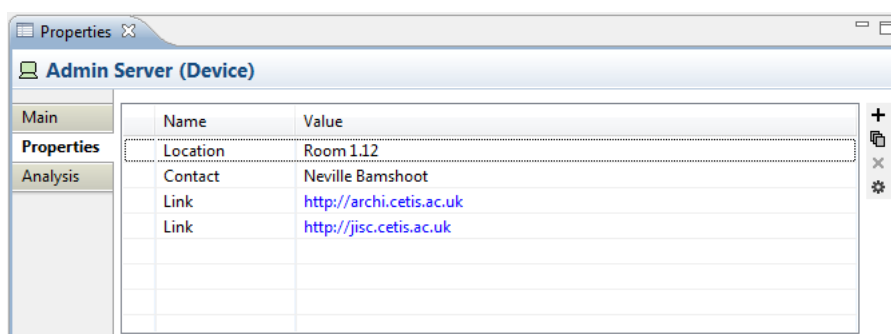 Properties
Admin Server (Device)
Main
Properties
Analysis
Name Value
Location Room 1.12
Contact Neville Bamshoot
Link http://archi.cetis.ac.uk
Link http://jisc.cetis.ac.uk